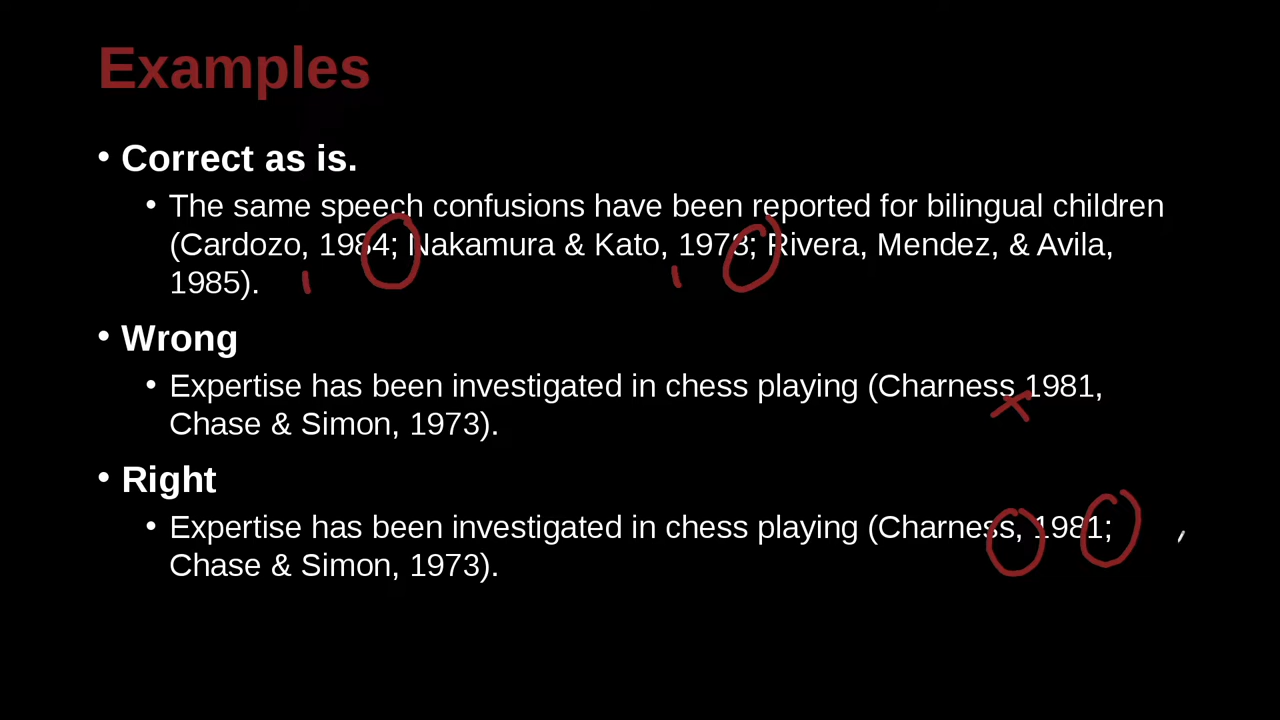 Examples
• Correct as is.
• The same speech confusions have been reported for bilingual children
(Cardozo, 1984; Nakamura & Kato, 1978; Rivera, Mendez, & Avila,
1985).
• Wrong
• Expertise has been investigated in chess playing (Charness 1981,
Chase & Simon, 1973).
• Right
• Expertise has been investigated in chess playing (Charness, 1981;
Chase & Simon, 1973).